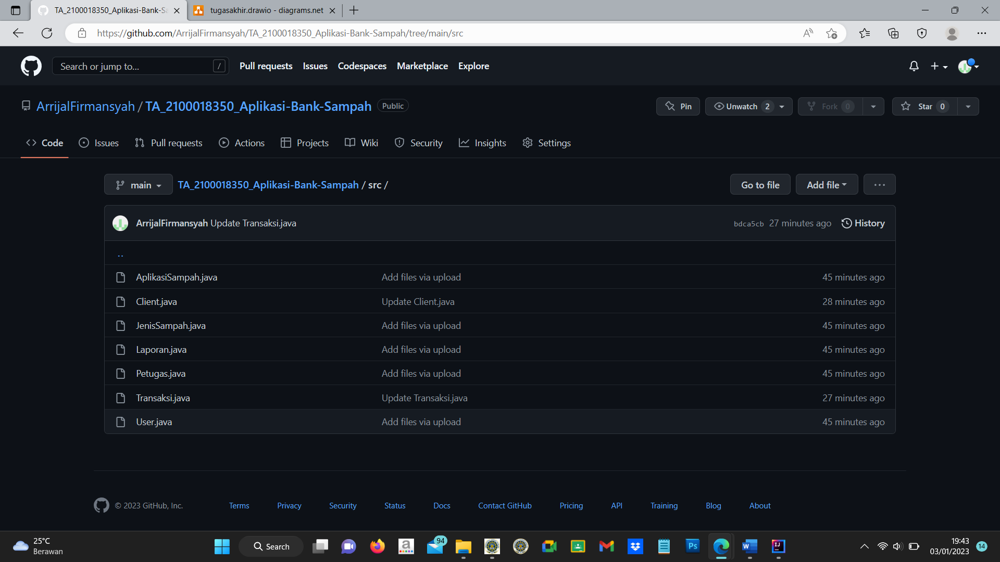 TA_2100018350_Aplikasi-Bank-Sa
tugasakhir.drawio - diagrams.net
https://github.com/ArrijalFirmansyah/TA_2100018350_Aplikasi-Bank-Sampah/tree/main/src
Search or jump to... /
Pull requests Issues Codespaces Marketplace Explore
ArrijalFirmansyah / TA_2100018350_Aplikasi-Bank-Sampah Public
Pin Unwatch 2 Fork 0 Star 0
Code Issues Pull requests Actions Projects Wiki Security Insights Settings
main TA_2100018350_Aplikasi-Bank-Sampah / src / Go to file Add file ...
ArrijalFirmansyah Update Transaksi.java bdca5cb 27 minutes ago History
..
AplikasiSampah.java Add files via upload 45 minutes ago
Client.java Update Client.java 28 minutes ago
JenisSampah.java Add files via upload 45 minutes ago
Laporan.java Add files via upload 45 minutes ago
Petugas.java Add files via upload 45 minutes ago
Transaksi.java Update Transaksi.java 27 minutes ago
User.java Add files via upload 45 minutes ago
© 2023 GitHub, Inc. Terms Privacy Security Status Docs Contact GitHub Pricing API Training Blog About
25°C
Berawan
Search
a
94
Ps
W
IJ
19:43
03/01/2023
14